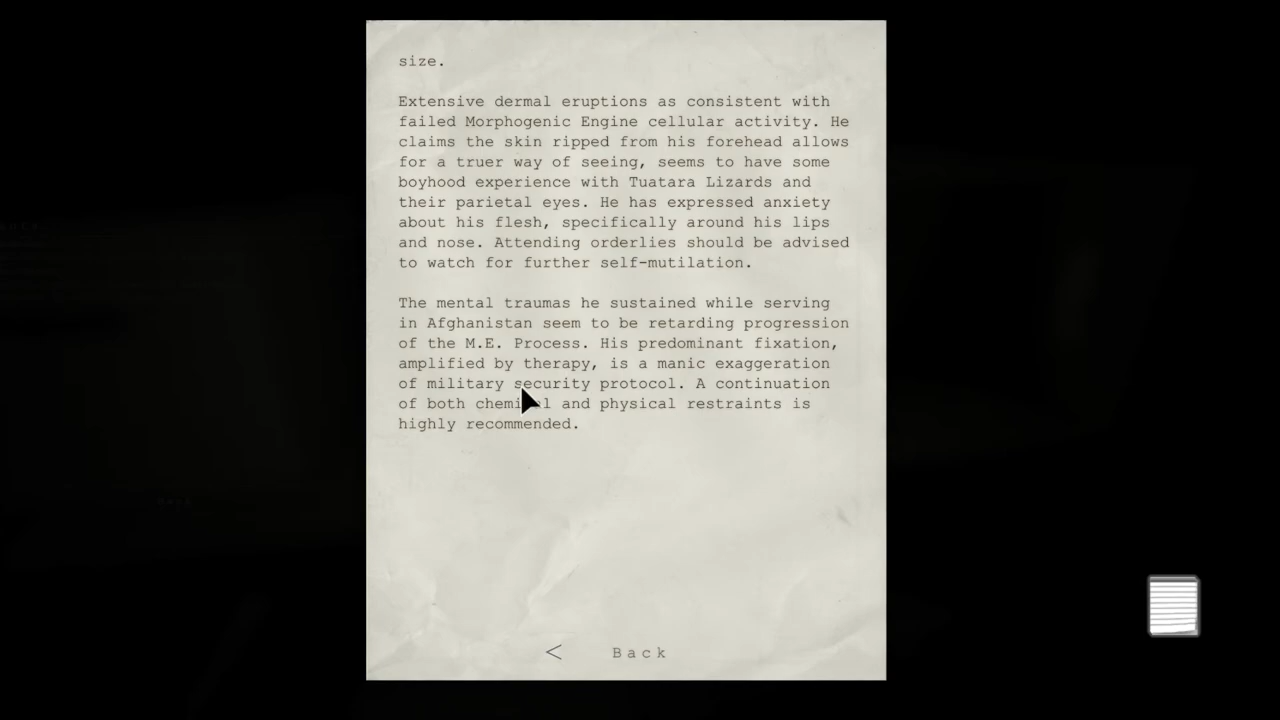 size.
Extensive dermal eruptions as consistent with
failed Morphogenic Engine cellular activity. He
claims the skin ripped from his forehead allows
for a truer way of seeing, seems to have some
boyhood experience with Tuatara Lizards and
their parietal eyes. He has expressed anxiety
about his flesh, specifically around his lips
and nose. Attending orderlies should be advised
to watch for further self-mutilation.
The mental traumas he sustained while serving
in Afghanistan seem to be retarding progression
of the M.E. Process. His predominant fixation,
amplified by therapy, is a manic exaggeration
of military security protocol. A continuation
of both chemical and physical restraints is
highly recommended.
< Back